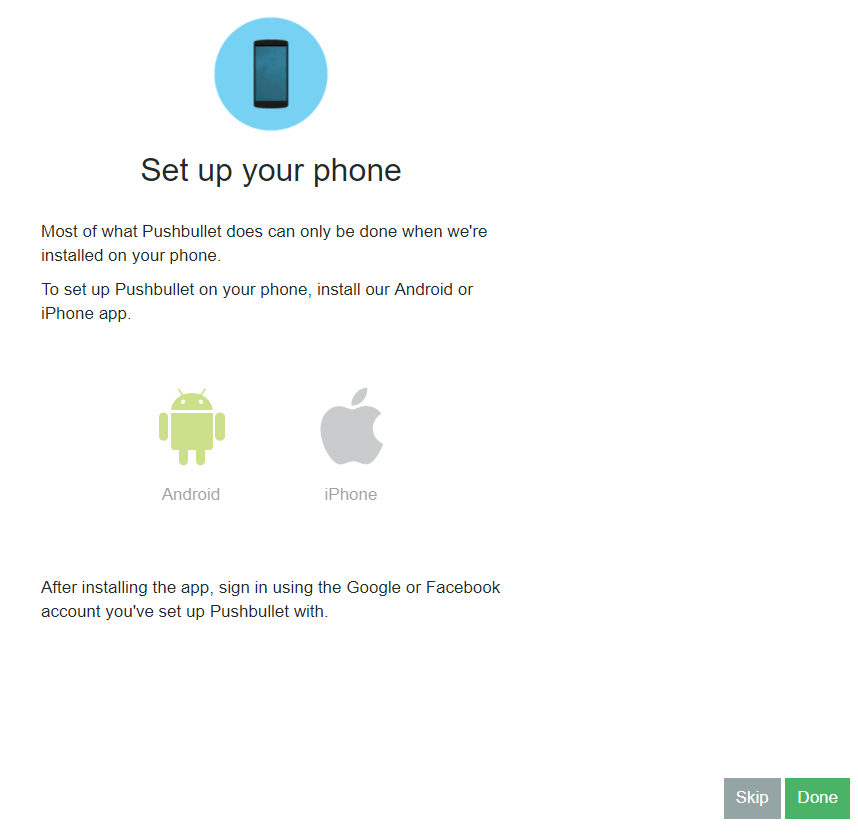 Set up your phone
Most of what Pushbullet does can only be done when we're
installed on your phone.
To set up Pushbullet on your phone, install our Android or
iPhone app.
Android
iPhone
After installing the app, sign in using the Google or Facebook
account you've set up Pushbullet with.
Skip
Done